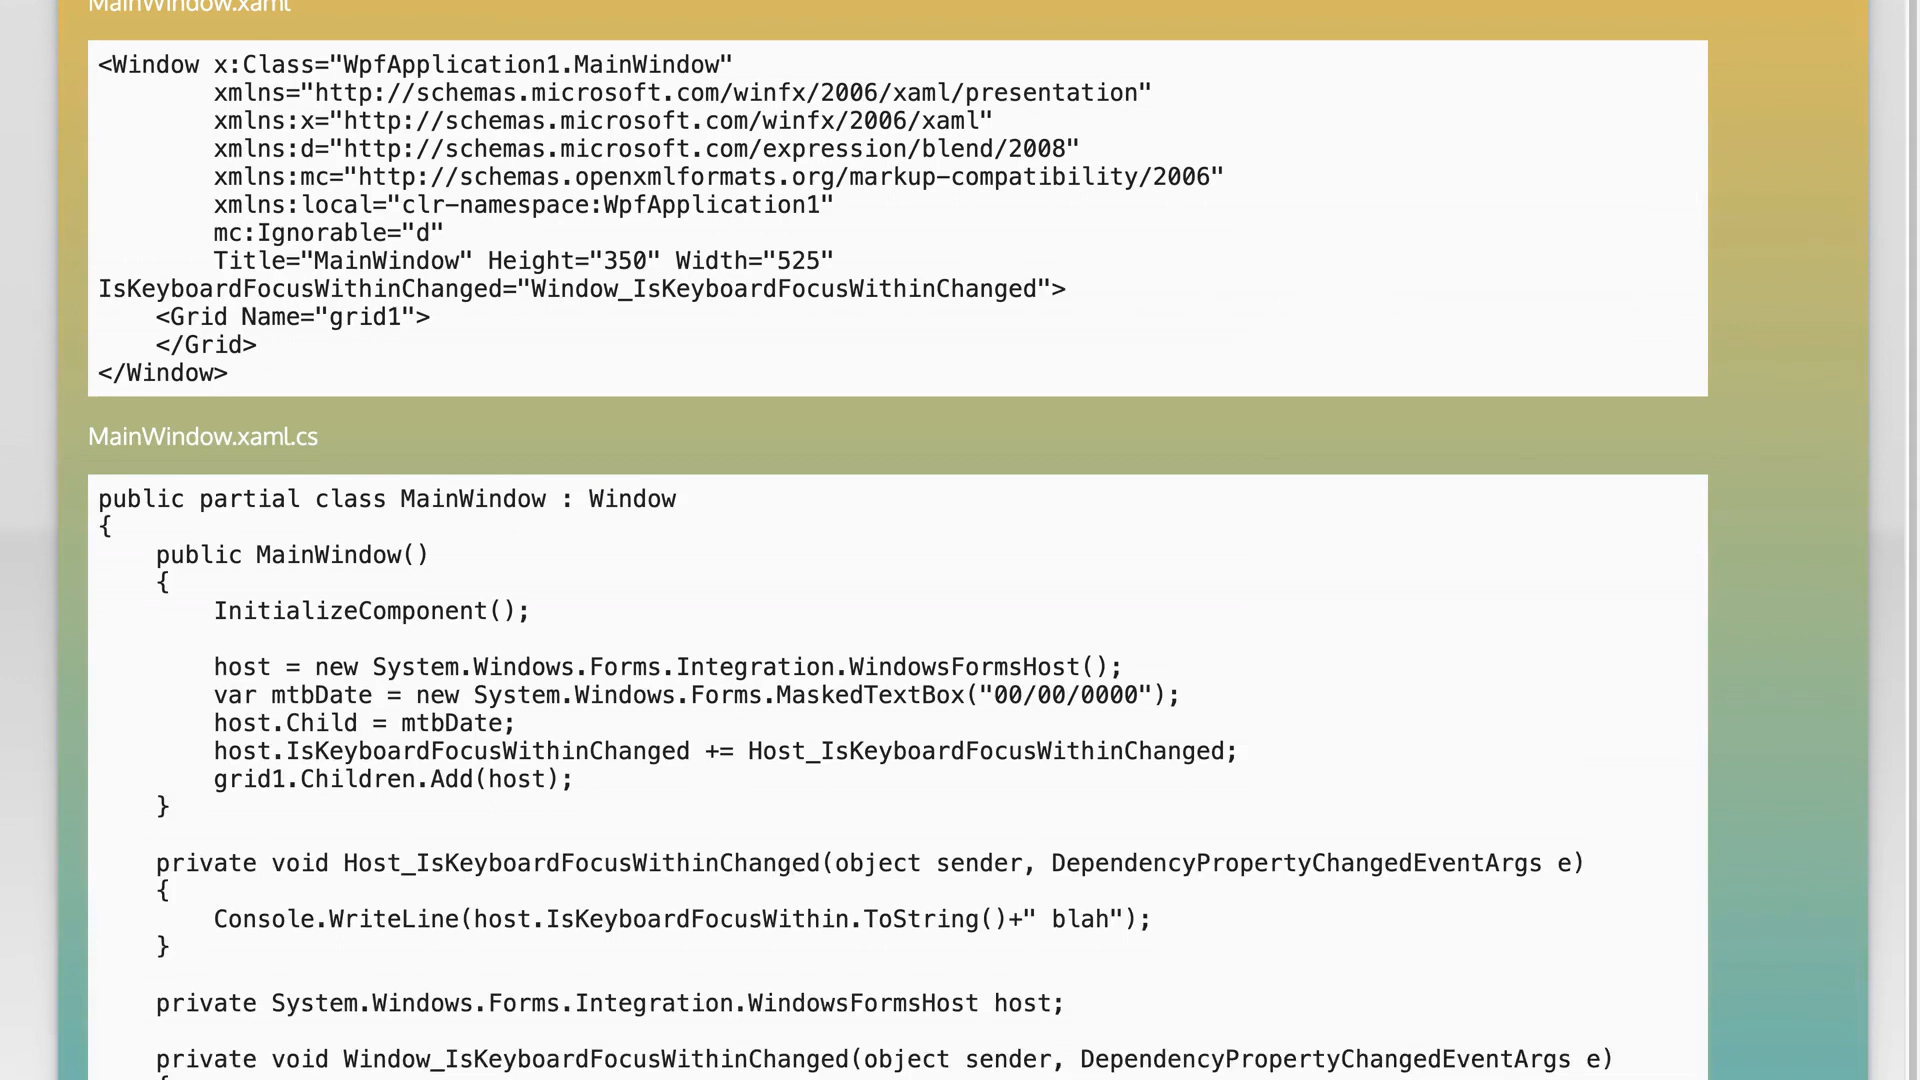 MainWindow.xaml
<Window x:Class="WpfApplication1.MainWindow"
        xmlns="http://schemas.microsoft.com/winfx/2006/xaml/presentation"
        xmlns:x="http://schemas.microsoft.com/winfx/2006/xaml"
        xmlns:d="http://schemas.microsoft.com/expression/blend/2008"
        xmlns:mc="http://schemas.openxmlformats.org/markup-compatibility/2006"
        xmlns:local="clr-namespace:WpfApplication1"
        mc:Ignorable="d"
        Title="MainWindow" Height="350" Width="525"
IsKeyboardFocusWithinChanged="Window_IsKeyboardFocusWithinChanged">
    <Grid Name="grid1">
    </Grid>
</Window>
MainWindow.xaml.cs
public partial class MainWindow : Window
{
    public MainWindow()
    {
        InitializeComponent();

        host = new System.Windows.Forms.Integration.WindowsFormsHost();
        var mtbDate = new System.Windows.Forms.MaskedTextBox("00/00/0000");
        host.Child = mtbDate;
        host.IsKeyboardFocusWithinChanged += Host_IsKeyboardFocusWithinChanged;
        grid1.Children.Add(host);
    }

    private void Host_IsKeyboardFocusWithinChanged(object sender, DependencyPropertyChangedEventArgs e)
    {
        Console.WriteLine(host.IsKeyboardFocusWithin.ToString()+" blah");
    }

    private System.Windows.Forms.Integration.WindowsFormsHost host;

    private void Window_IsKeyboardFocusWithinChanged(object sender, DependencyPropertyChangedEventArgs e)
    {